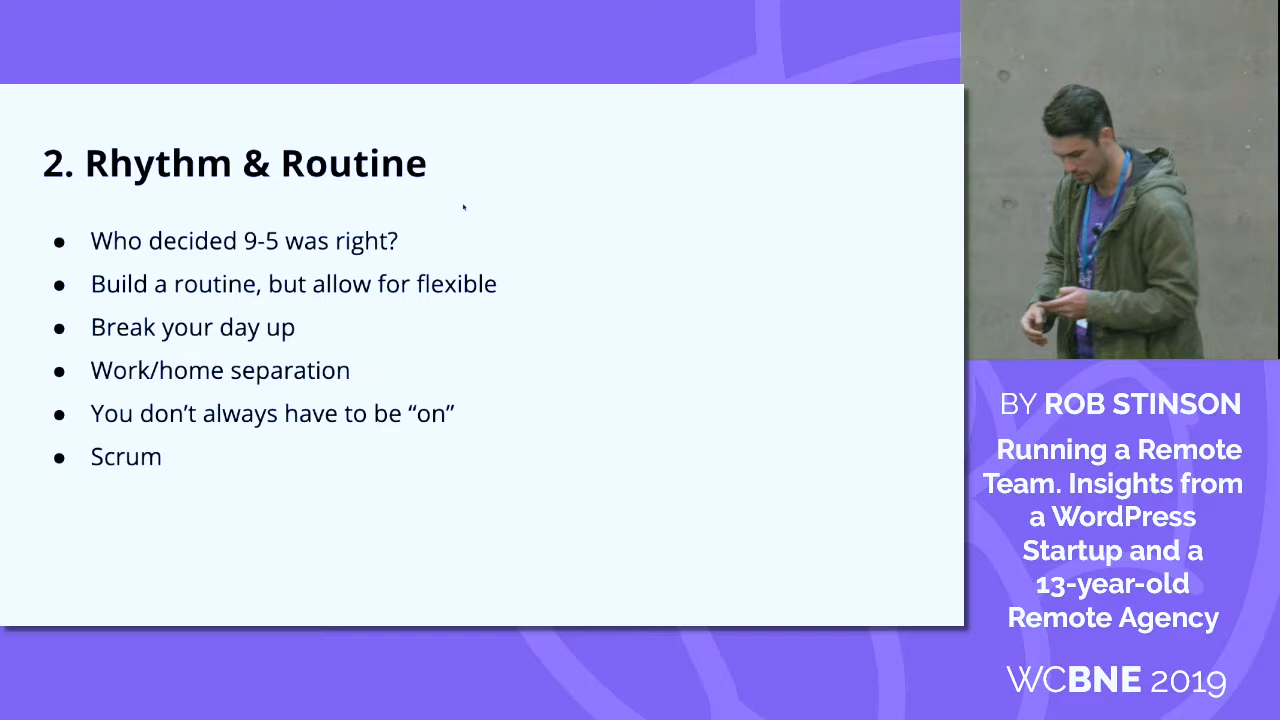 2. Rhythm & Routine
● Who decided 9-5 was right?
● Build a routine, but allow for flexible
● Break your day up
● Work/home separation
● You don’t always have to be “on”
● Scrum
BY ROB STINSON
Running a Remote
Team. Insights from
a WordPress
Startup and a
13-year-old
Remote Agency
WCBNE 2019